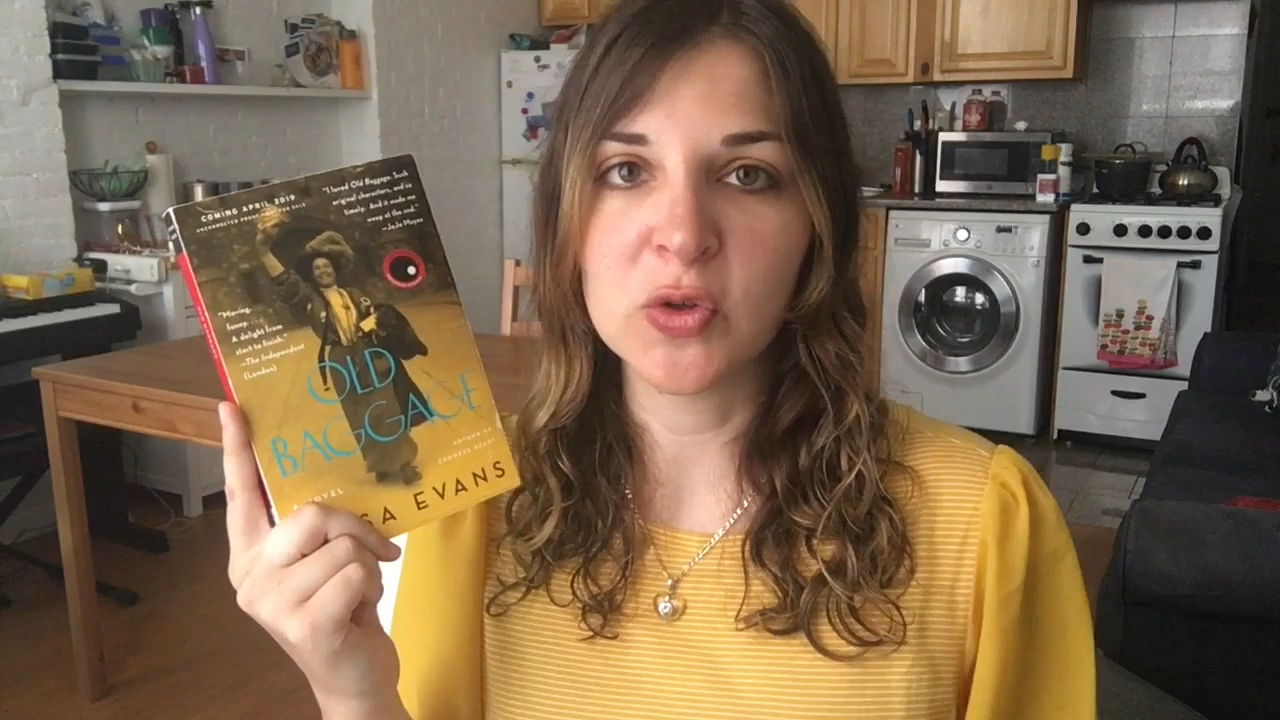 COMING APRIL 2019
"I loved Old Baggage. Such
original characters, and so
timely. And it made me
weep at the end."
—JoJo Moyes
"Moving,
funny . . .
A delight from
start to finish."
—The Independent
(London)
OLD
BAGGAGE
AUTHOR OF
CROOKED HEART
NOVEL
SA EVANS